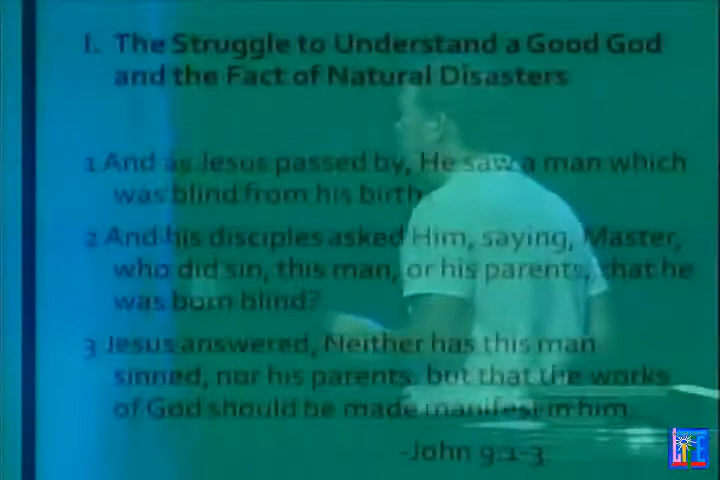 I. The Struggle to Understand a Good God
and the Fact of Natural Disasters
1 And as Jesus passed by, He saw a man which
was blind from his birth
2 And his disciples asked Him, saying, Master,
who did sin, this man, or his parents, that he
was born blind?
3 Jesus answered, Neither has this man
sinned, nor his parents, but that the works
of God should be made manifest in him
-John 9:1-3
LIFE